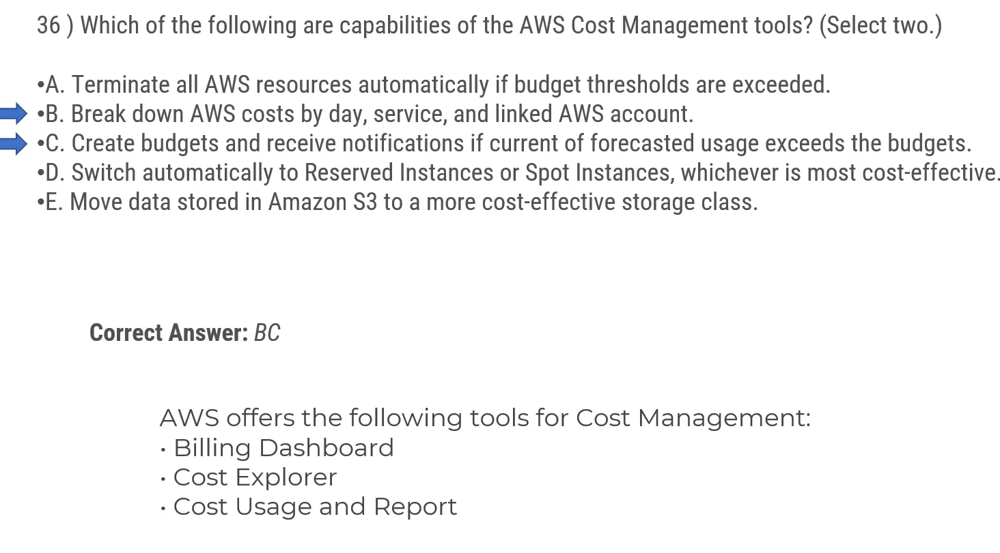 36 ) Which of the following are capabilities of the AWS Cost Management tools? (Select two.)
•A. Terminate all AWS resources automatically if budget thresholds are exceeded.
•B. Break down AWS costs by day, service, and linked AWS account.
•C. Create budgets and receive notifications if current of forecasted usage exceeds the budgets.
•D. Switch automatically to Reserved Instances or Spot Instances, whichever is most cost-effective.
•E. Move data stored in Amazon S3 to a more cost-effective storage class.
Correct Answer: BC
AWS offers the following tools for Cost Management:
• Billing Dashboard
• Cost Explorer
• Cost Usage and Report